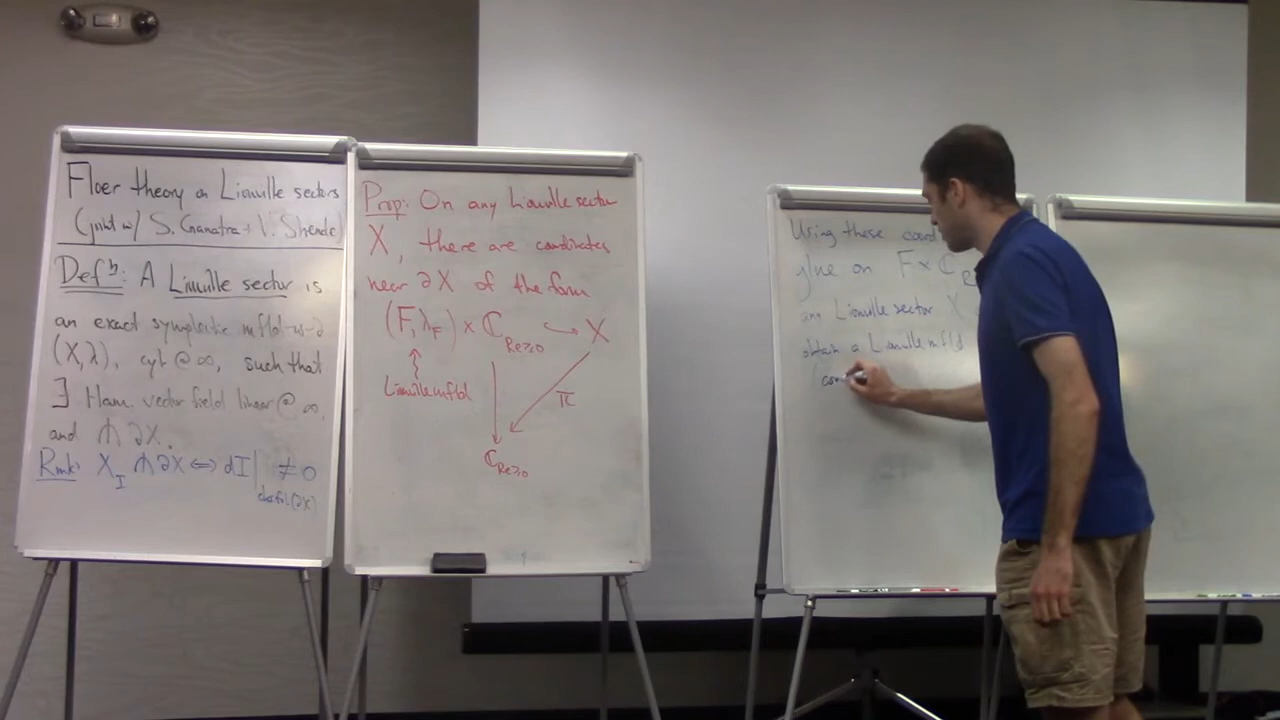 Floer theory on Liouville sectors
(joint w/ S. Ganatra + V. Shende)
Defⁿ: A Liouville sector is
an exact symplectic mfld-w-∂
(X,λ), cyl @ ∞, such that
∃ Ham. vector field linear @ ∞,
and ⋔ ∂X.
Rmk: X_I ⋔ ∂X ⇔ dI| ≠ 0
char.fol.(∂X)
Prop: On any Liouville sector
X, there are coordinates
near ∂X of the form
(F, λ_F) × ℂ_{Re≥0} ↪ X
Liouville mfld
π
ℂ_{Re≥0}
Using these coord
glue on F × ℂ
any Liouville sector X
obtain a Liouville mfld